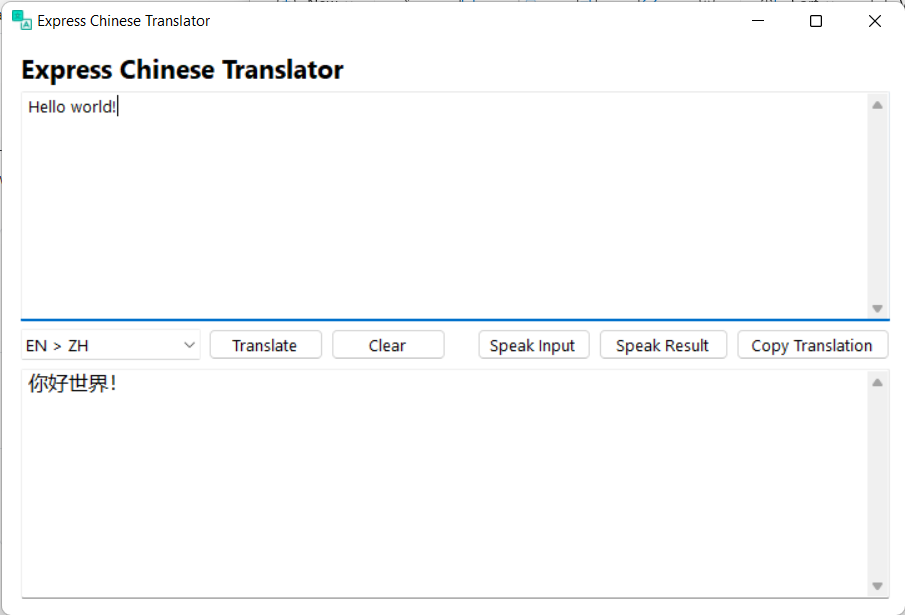 Express Chinese Translator
Express Chinese Translator
Hello world!
EN > ZH
Translate
Clear
Speak Input
Speak Result
Copy Translation
你好世界！